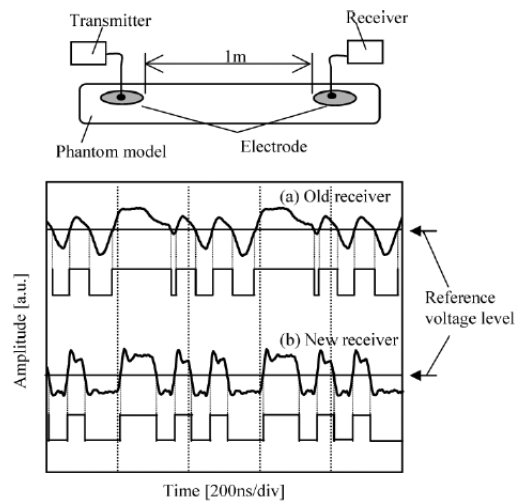 Transmitter
Receiver
1m
Phantom model
Electrode
(a) Old receiver
Reference
voltage level
(b) New receiver
Amplitude [a.u.]
Time [200ns/div]